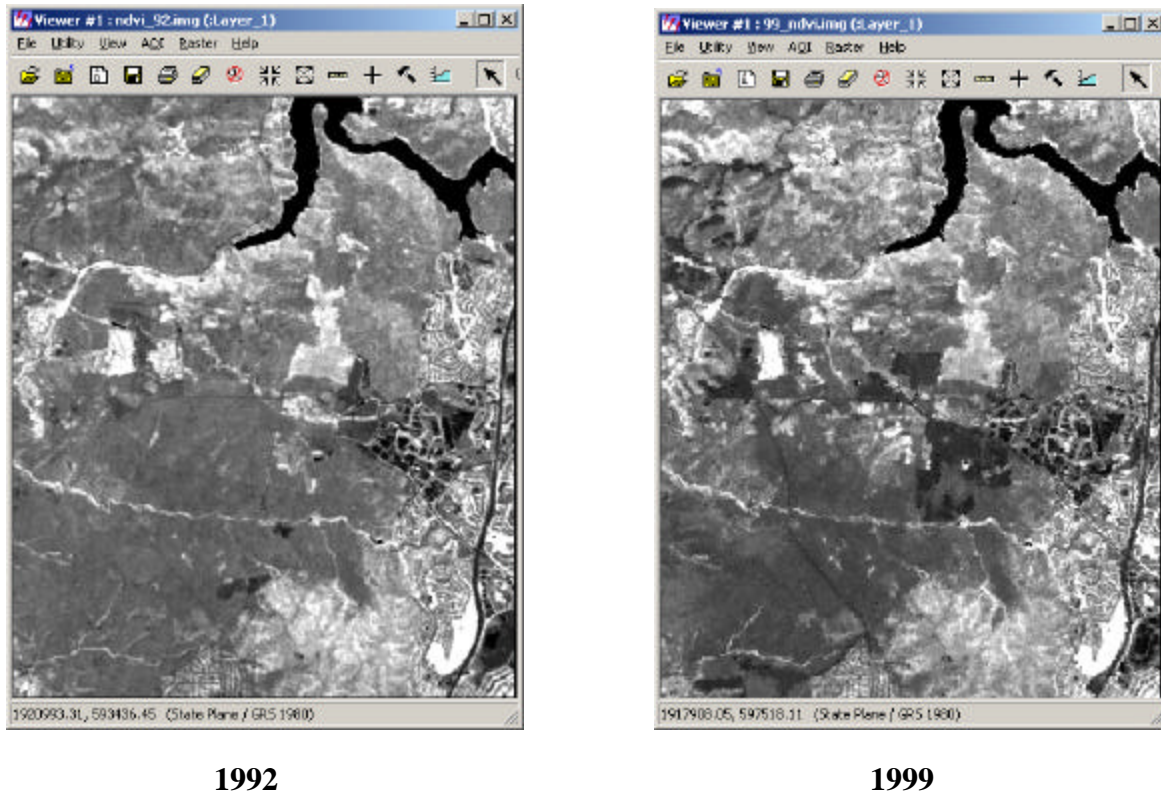 Viewer #1 : ndvi_92.img (:Layer_1)
File Utility View AOI Raster Help
1920993.31, 593436.45 (State Plane / GRS 1980)
1992
Viewer #1 : 99_ndvi.img (:Layer_1)
File Utility View AOI Raster Help
1917908.05, 597518.11 (State Plane / GRS 1980)
1999